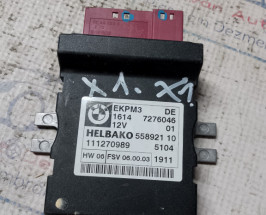 X1. X1
EKPM3 DE
1614 7276046
12V 01
HELBAKO 558921 10
111270989 5104
HW 06 FSV 06.00.03 1911